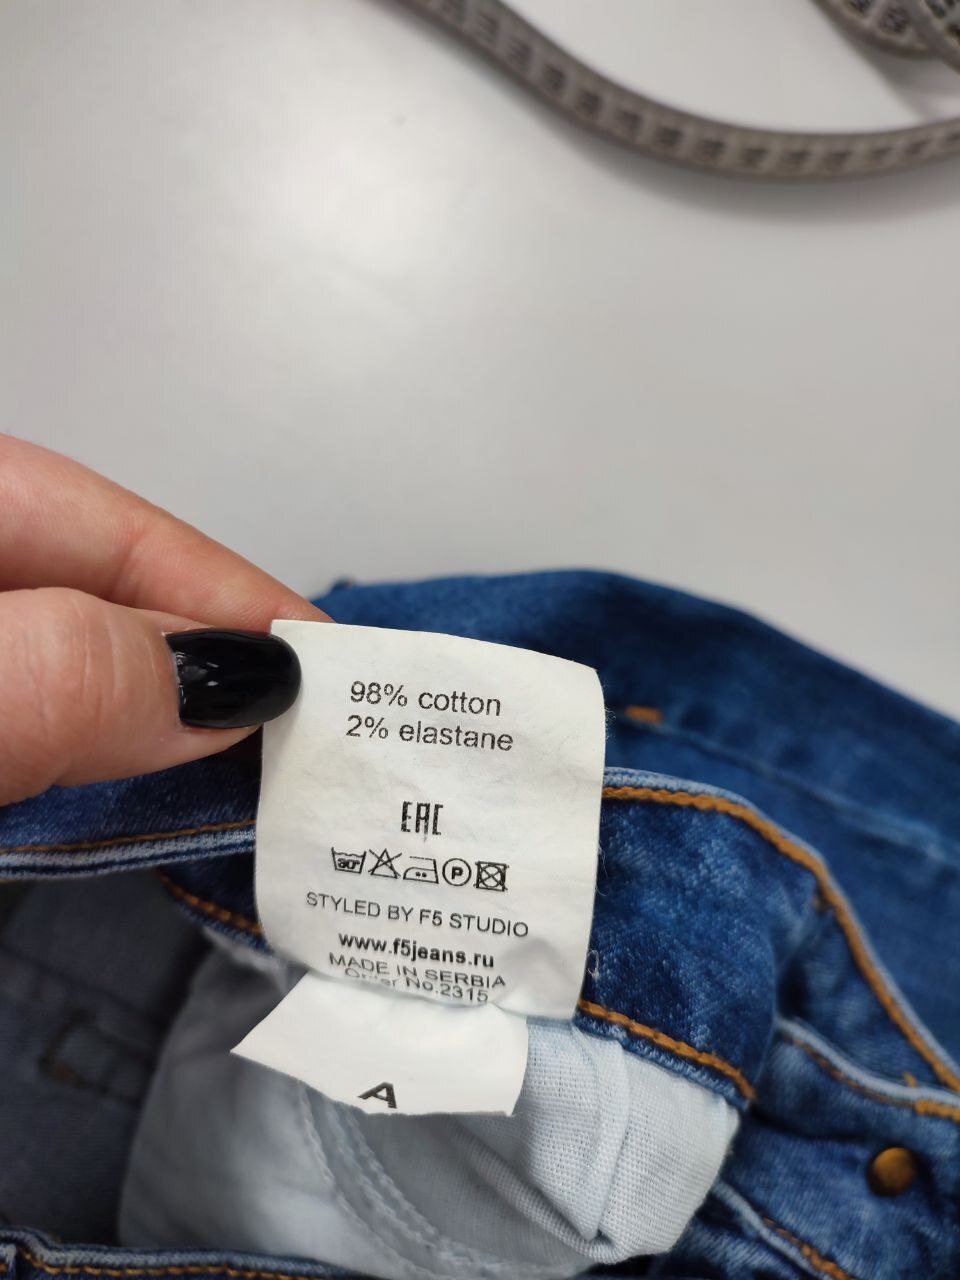 98% cotton
2% elastane
EAC
30°
P
STYLED BY F5 STUDIO
www.f5jeans.ru
MADE IN SERBIA
Order No.2315
A